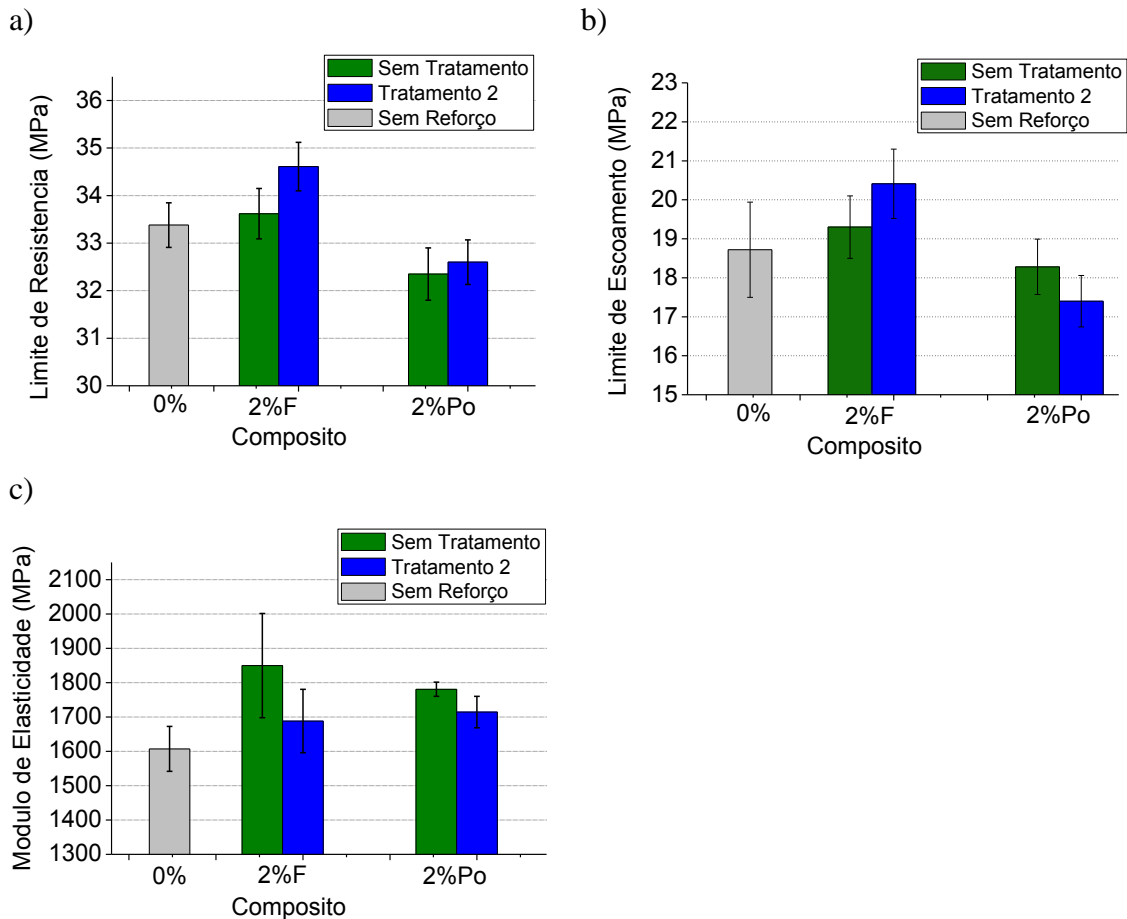 a)
Sem Tratamento
Tratamento 2
Sem Reforço
Limite de Resistencia (MPa)
36
35
34
33
32
31
30
0%
2%F
2%Po
Composito
b)
Sem Tratamento
Tratamento 2
Sem Reforço
Limite de Escoamento (MPa)
23
22
21
20
19
18
17
16
15
0%
2%F
2%Po
Composito
c)
Sem Tratamento
Tratamento 2
Sem Reforço
Modulo de Elasticidade (MPa)
2100
2000
1900
1800
1700
1600
1500
1400
1300
0%
2%F
2%Po
Composito